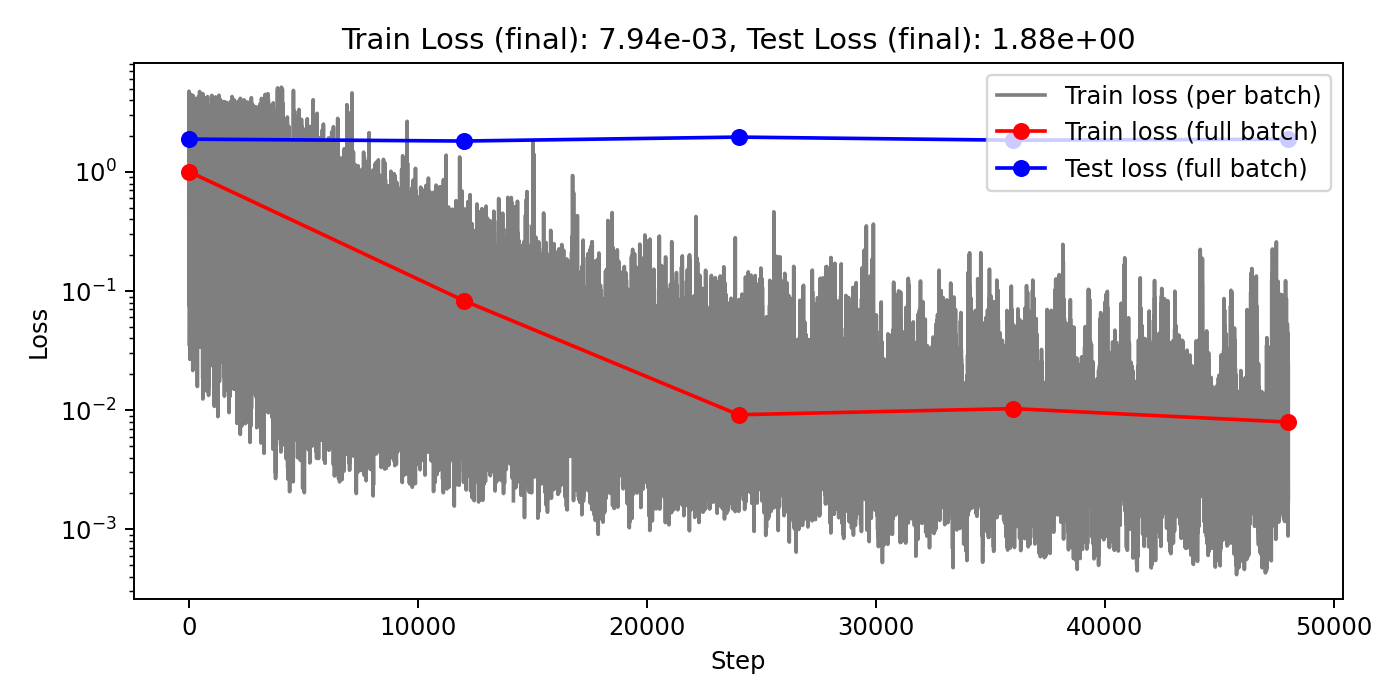 Train Loss (final): 7.94e-03, Test Loss (final): 1.88e+00
Train loss (per batch)
Train loss (full batch)
Test loss (full batch)
10⁰
10⁻¹
10⁻²
10⁻³
Loss
0 10000 20000 30000 40000 50000
Step